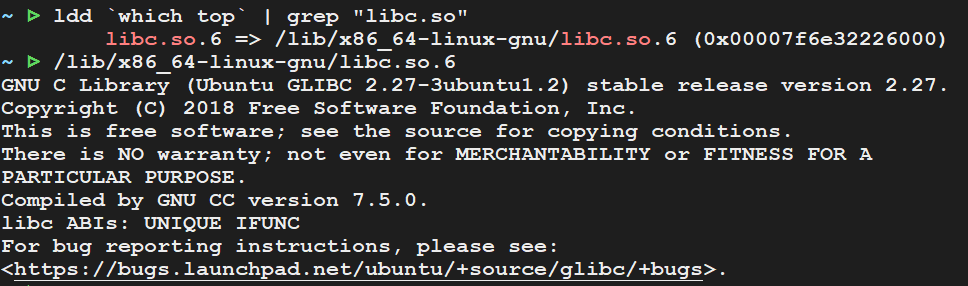 ~ ᐅ ldd `which top` | grep "libc.so"
libc.so.6 => /lib/x86_64-linux-gnu/libc.so.6 (0x00007f6e32226000)
~ ᐅ /lib/x86_64-linux-gnu/libc.so.6
GNU C Library (Ubuntu GLIBC 2.27-3ubuntu1.2) stable release version 2.27.
Copyright (C) 2018 Free Software Foundation, Inc.
This is free software; see the source for copying conditions.
There is NO warranty; not even for MERCHANTABILITY or FITNESS FOR A
PARTICULAR PURPOSE.
Compiled by GNU CC version 7.5.0.
libc ABIs: UNIQUE IFUNC
For bug reporting instructions, please see:
<https://bugs.launchpad.net/ubuntu/+source/glibc/+bugs>.